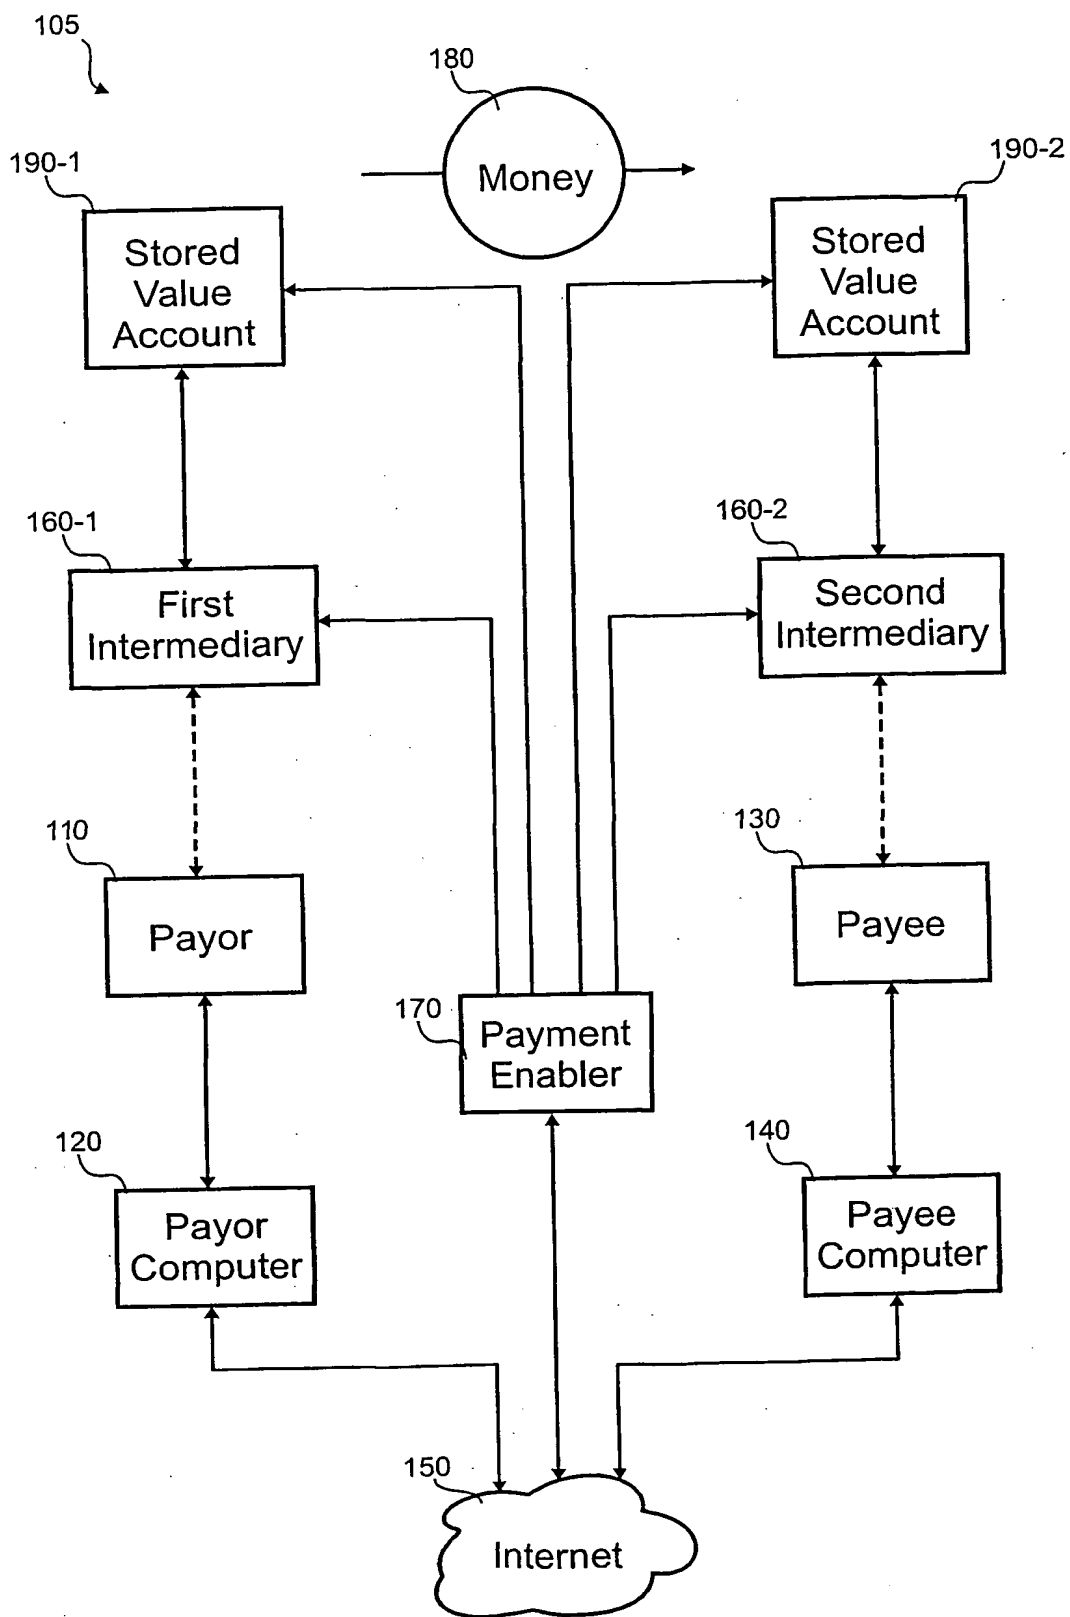 105
180
Money
190-1
190-2
Stored
Value
Account
Stored
Value
Account
160-1
160-2
First
Intermediary
Second
Intermediary
110
130
Payor
Payee
170
Payment
Enabler
120
140
Payor
Computer
Payee
Computer
150
Internet